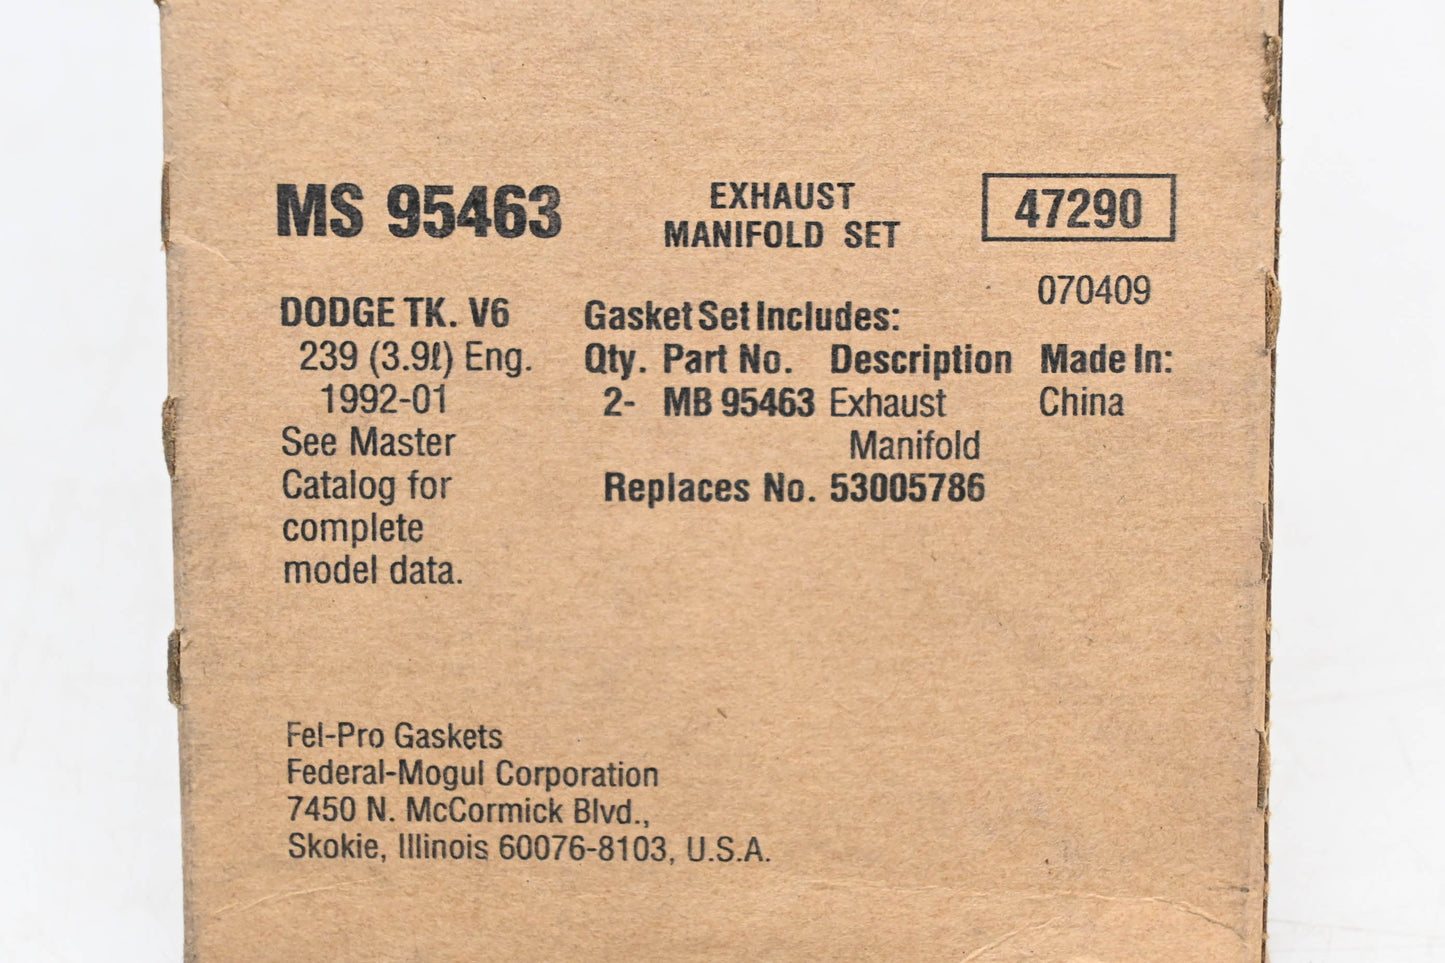 MS 95463
EXHAUST
MANIFOLD SET
47290
070409
DODGE TK. V6
239 (3.9ℓ) Eng.
1992-01
See Master
Catalog for
complete
model data.
Gasket Set Includes:
Qty. Part No. Description Made In:
2- MB 95463 Exhaust China
Manifold
Replaces No. 53005786
Fel-Pro Gaskets
Federal-Mogul Corporation
7450 N. McCormick Blvd.,
Skokie, Illinois 60076-8103, U.S.A.